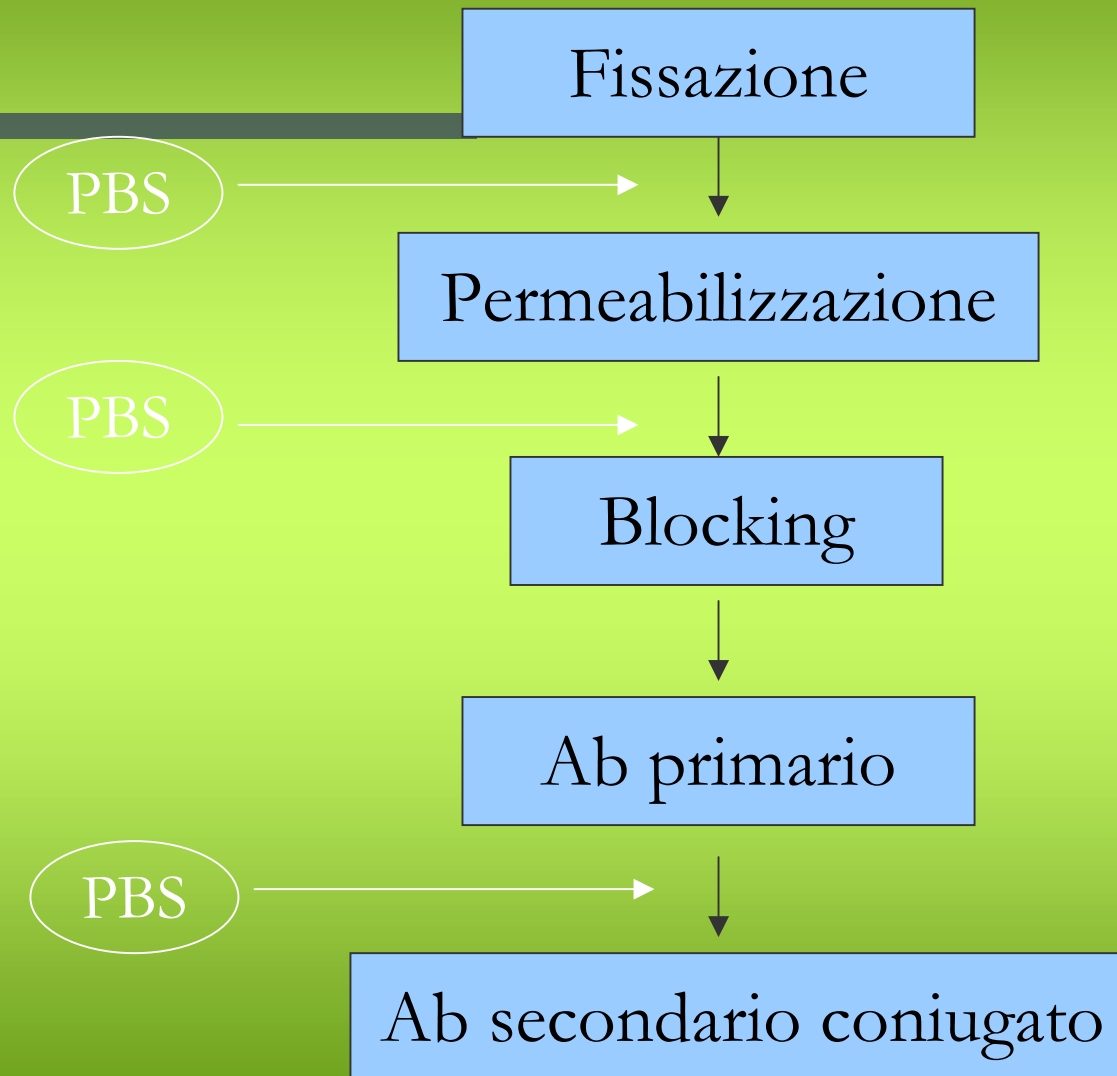 Fissazione
PBS
Permeabilizzazione
PBS
Blocking
Ab primario
PBS
Ab secondario coniugato